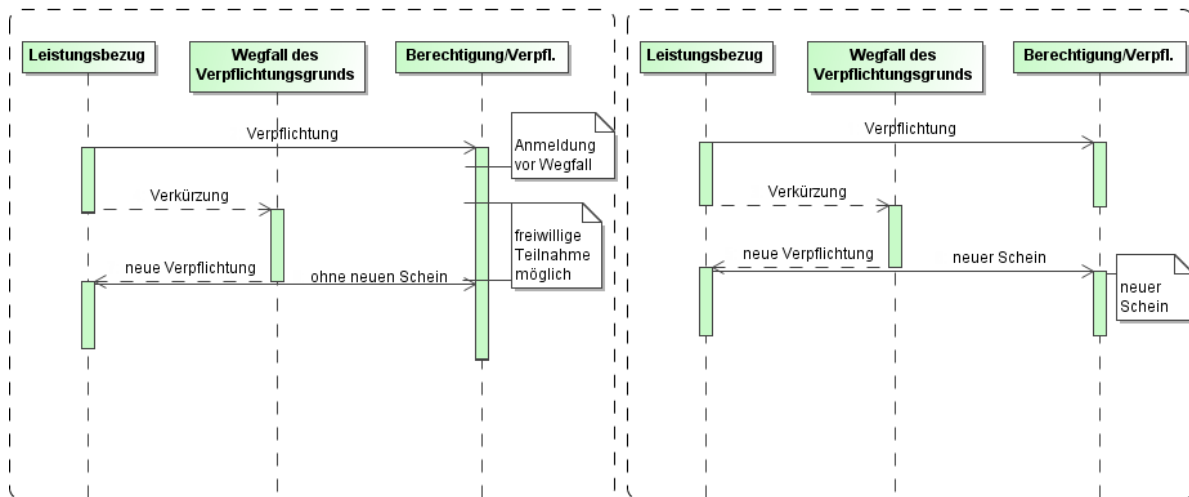 Leistungsbezug
Wegfall des
Verpflichtungsgrunds
Berechtigung/Verpfl.
Verpflichtung
Anmeldung
vor Wegfall
Verkürzung
freiwillige
Teilnahme
möglich
neue Verpflichtung
ohne neuen Schein
Leistungsbezug
Wegfall des
Verpflichtungsgrunds
Berechtigung/Verpfl.
Verpflichtung
Verkürzung
neue Verpflichtung
neuer Schein
neuer
Schein